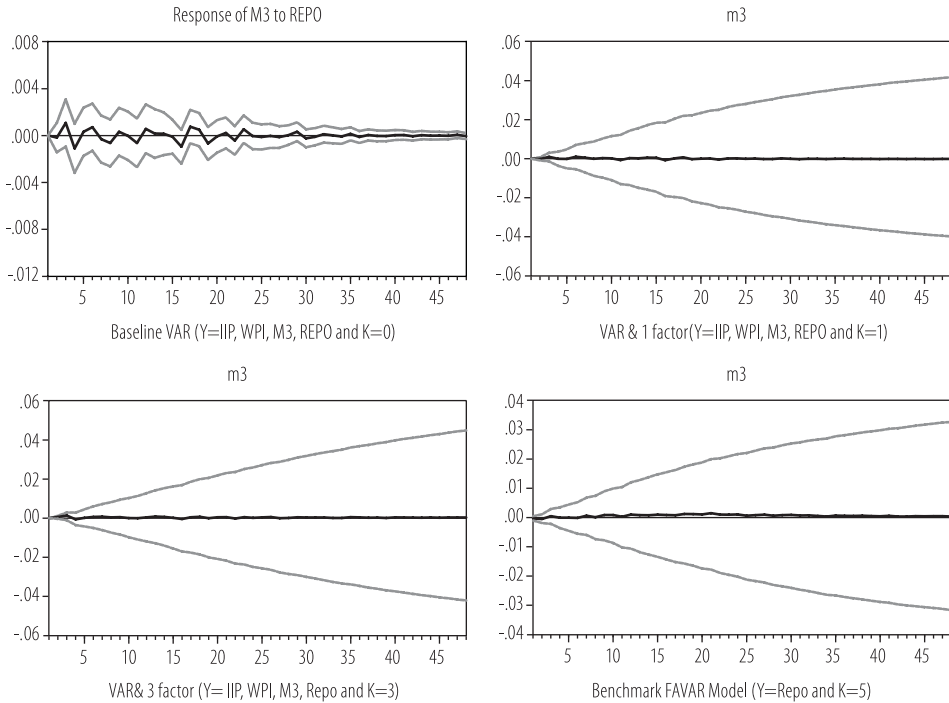 Response of M3 to REPO
.008
.004
.000
-.004
-.008
-.012
5 10 15 20 25 30 35 40 45
Baseline VAR (Y=IIP, WPI, M3, REPO and K=0)
m3
.06
.04
.02
.00
-.02
-.04
-.06
5 10 15 20 25 30 35 40 45
VAR & 1 factor(Y=IIP, WPI, M3, REPO and K=1)
m3
.06
.04
.02
.00
-.02
-.04
-.06
5 10 15 20 25 30 35 40 45
VAR& 3 factor (Y= IIP, WPI, M3, Repo and K=3)
m3
.04
.03
.02
.01
.00
-.01
-.02
-.03
-.04
5 10 15 20 25 30 35 40 45
Benchmark FAVAR Model (Y=Repo and K=5)